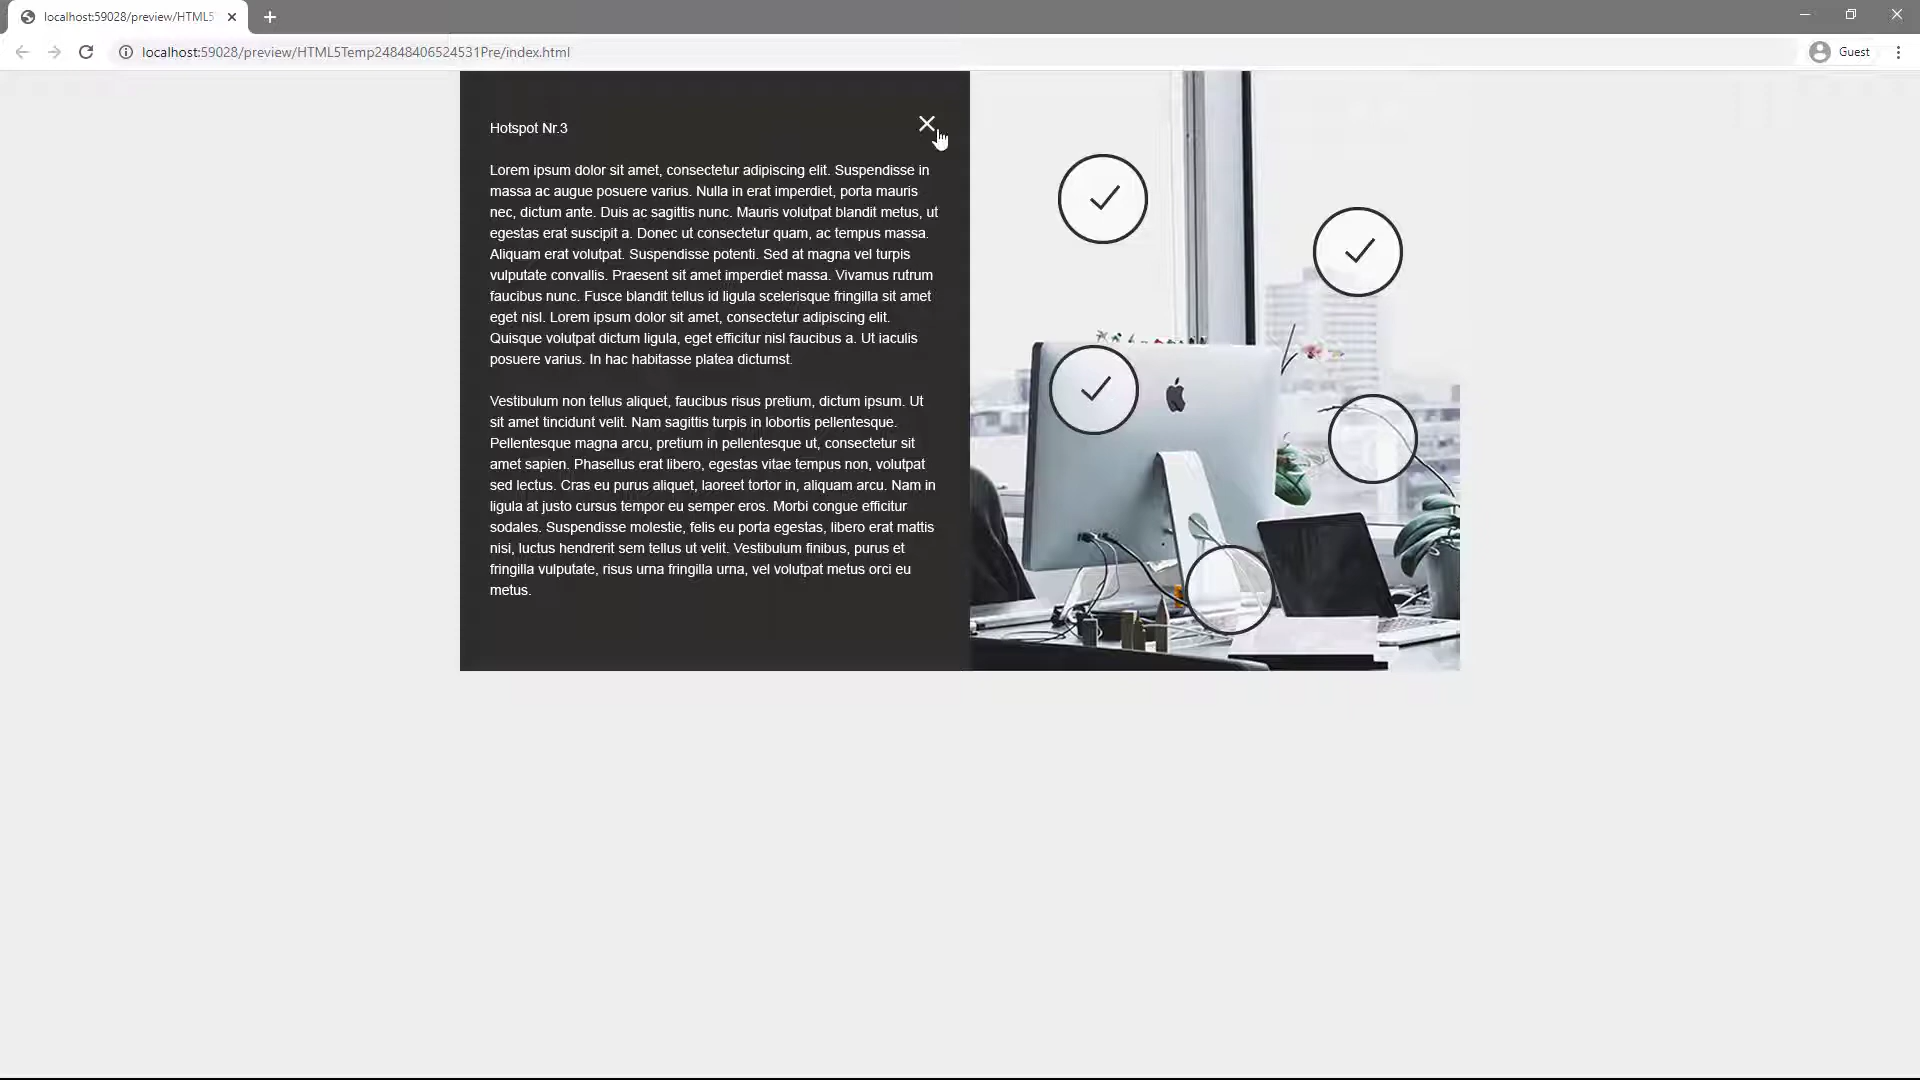 localhost:59028/preview/HTML5
localhost:59028/preview/HTML5Temp24848406524531Pre/index.html
Guest
Hotspot Nr.3
Lorem ipsum dolor sit amet, consectetur adipiscing elit. Suspendisse in
massa ac augue posuere varius. Nulla in erat imperdiet, porta mauris
nec, dictum ante. Duis ac sagittis nunc. Mauris volutpat blandit metus, ut
egestas erat suscipit a. Donec ut consectetur quam, ac tempus massa.
Aliquam erat volutpat. Suspendisse potenti. Sed at magna vel turpis
vulputate convallis. Praesent sit amet imperdiet massa. Vivamus rutrum
faucibus nunc. Fusce blandit tellus id ligula scelerisque fringilla sit amet
eget nisl. Lorem ipsum dolor sit amet, consectetur adipiscing elit.
Quisque volutpat dictum ligula, eget efficitur nisl faucibus a. Ut iaculis
posuere varius. In hac habitasse platea dictumst.
Vestibulum non tellus aliquet, faucibus risus pretium, dictum ipsum. Ut
sit amet tincidunt velit. Nam sagittis turpis in lobortis pellentesque.
Pellentesque magna arcu, pretium in pellentesque ut, consectetur sit
amet sapien. Phasellus erat libero, egestas vitae tempus non, volutpat
sed lectus. Cras eu purus aliquet, laoreet tortor in, aliquam arcu. Nam in
ligula at justo cursus tempor eu semper eros. Morbi congue efficitur
sodales. Suspendisse molestie, felis eu porta egestas, libero erat mattis
nisi, luctus hendrerit sem tellus ut velit. Vestibulum finibus, purus et
fringilla vulputate, risus urna fringilla urna, vel volutpat metus orci eu
metus.